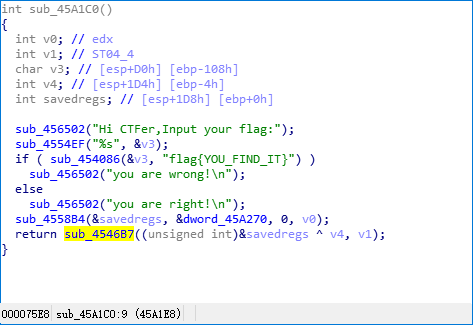 int sub_45A1C0()
{
int v0; // edx
int v1; // ST04_4
char v3; // [esp+D0h] [ebp-108h]
int v4; // [esp+1D4h] [ebp-4h]
int savedregs; // [esp+1D8h] [ebp+0h]
sub_456502("Hi CTFer,Input your flag:");
sub_4554EF("%s", &v3);
if ( sub_454086(&v3, "flag{YOU_FIND_IT}") )
sub_456502("you are wrong!\n");
else
sub_456502("you are right!\n");
sub_4558B4(&savedregs, &dword_45A270, 0, v0);
return sub_4546B7((unsigned int)&savedregs ^ v4, v1);
}
000075E8 sub_45A1C0:9 (45A1E8)